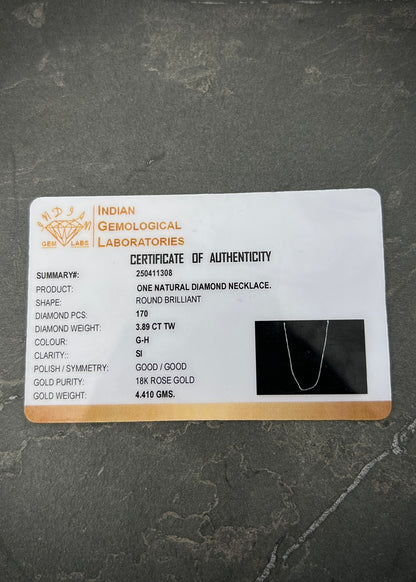 INDIAN
GEM LABS
INDIAN
GEMOLOGICAL
LABORATORIES
CERTIFICATE OF AUTHENTICITY
SUMMARY#: 250411308
PRODUCT: ONE NATURAL DIAMOND NECKLACE.
SHAPE: ROUND BRILLIANT
DIAMOND PCS: 170
DIAMOND WEIGHT: 3.89 CT TW
COLOUR: G-H
CLARITY:: SI
POLISH / SYMMETRY: GOOD / GOOD
GOLD PURITY: 18K ROSE GOLD
GOLD WEIGHT: 4.410 GMS.